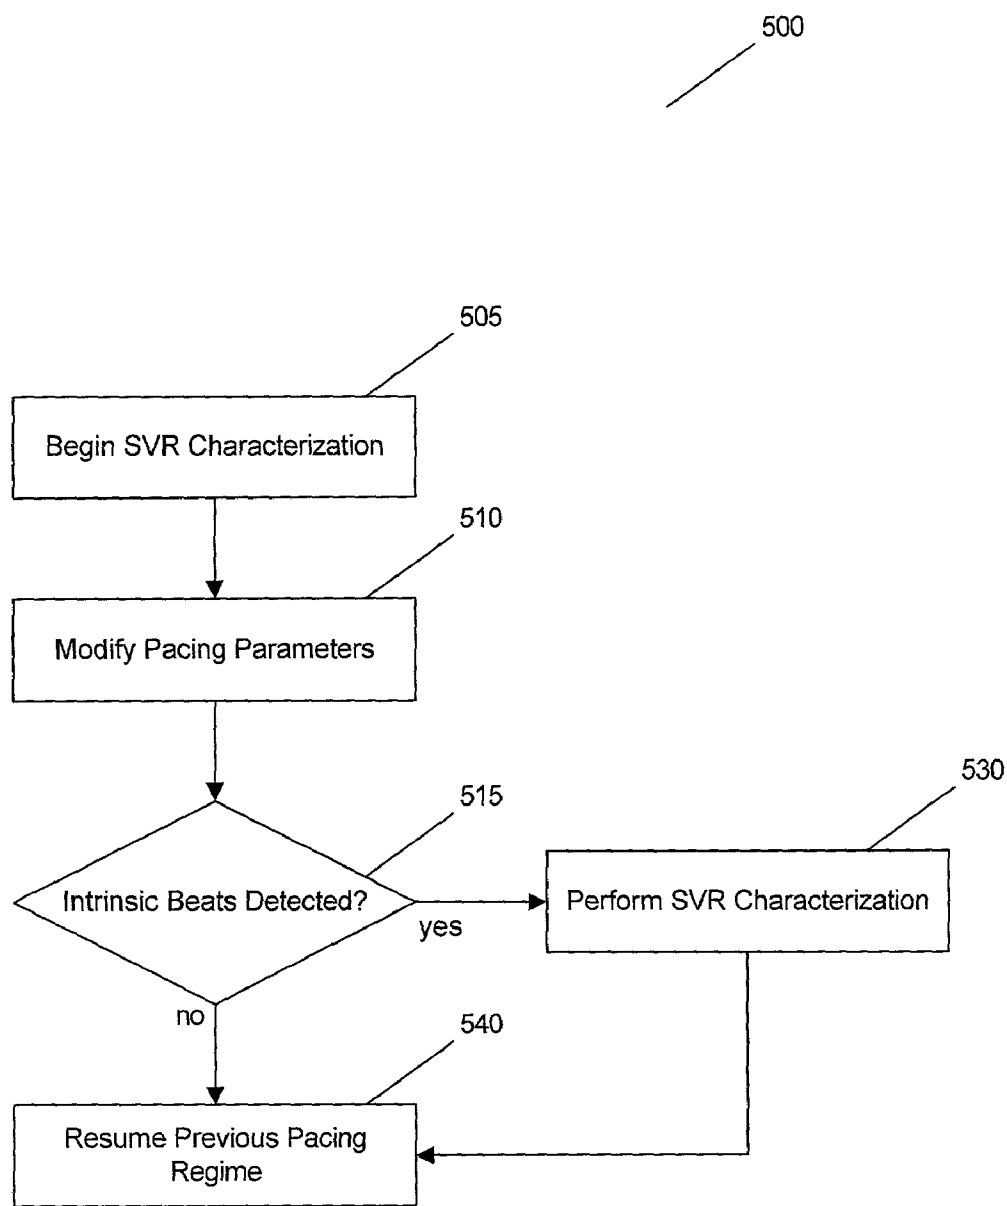 500
505
Begin SVR Characterization
510
Modify Pacing Parameters
515
Intrinsic Beats Detected?
yes
530
Perform SVR Characterization
no
540
Resume Previous Pacing
Regime